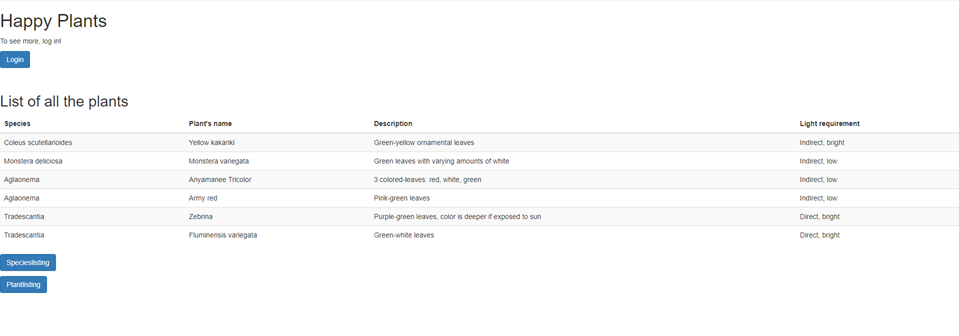 Happy Plants
To see more, log in!
Login
List of all the plants
Species Plant's name Description Light requirement
Coleus scutellarioides Yellow kakariki Green-yellow ornamental leaves Indirect, bright
Monstera deliciosa Monstera variegata Green leaves with varying amounts of white Indirect, low
Aglaonema Anyamanee Tricolor 3 colored-leaves: red, white, green Indirect, low
Aglaonema Army red Pink-green leaves Indirect, low
Tradescantia Zebrina Purple-green leaves, color is deeper if exposed to sun Direct, bright
Tradescantia Fluminensis variegata Green-white leaves Direct, bright
Specieslisting
Plantlisting